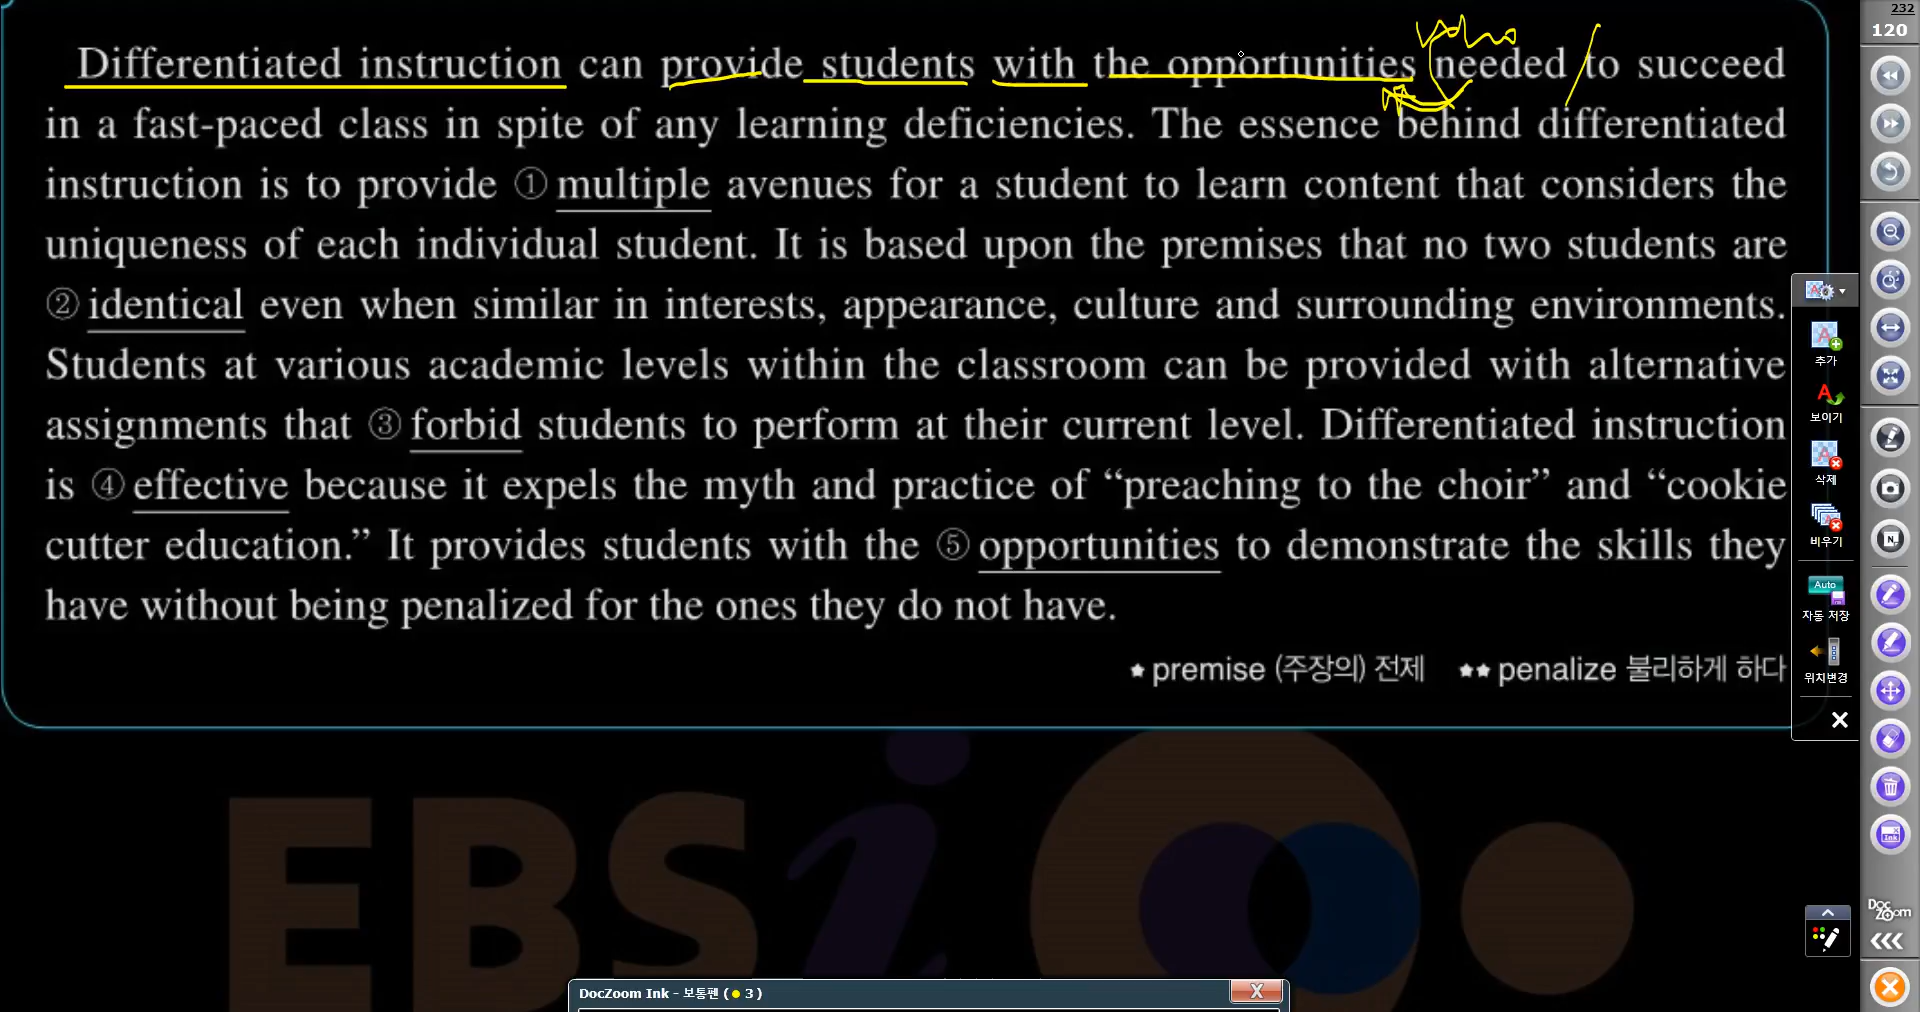 232
120
Differentiated instruction can provide students with the opportunities needed to succeed
in a fast-paced class in spite of any learning deficiencies. The essence behind differentiated
instruction is to provide ① multiple avenues for a student to learn content that considers the
uniqueness of each individual student. It is based upon the premises that no two students are
② identical even when similar in interests, appearance, culture and surrounding environments.
Students at various academic levels within the classroom can be provided with alternative
assignments that ③ forbid students to perform at their current level. Differentiated instruction
is ④ effective because it expels the myth and practice of “preaching to the choir” and “cookie
cutter education.” It provides students with the ⑤ opportunities to demonstrate the skills they
have without being penalized for the ones they do not have.
★ premise (주장의) 전제 ★★ penalize 불리하게 하다
추가
보이기
삭제
비우기
Auto
자동 저장
위치변경
EBSi
Doc
Zoom
DocZoom Ink - 보통펜 ( ● 3 )